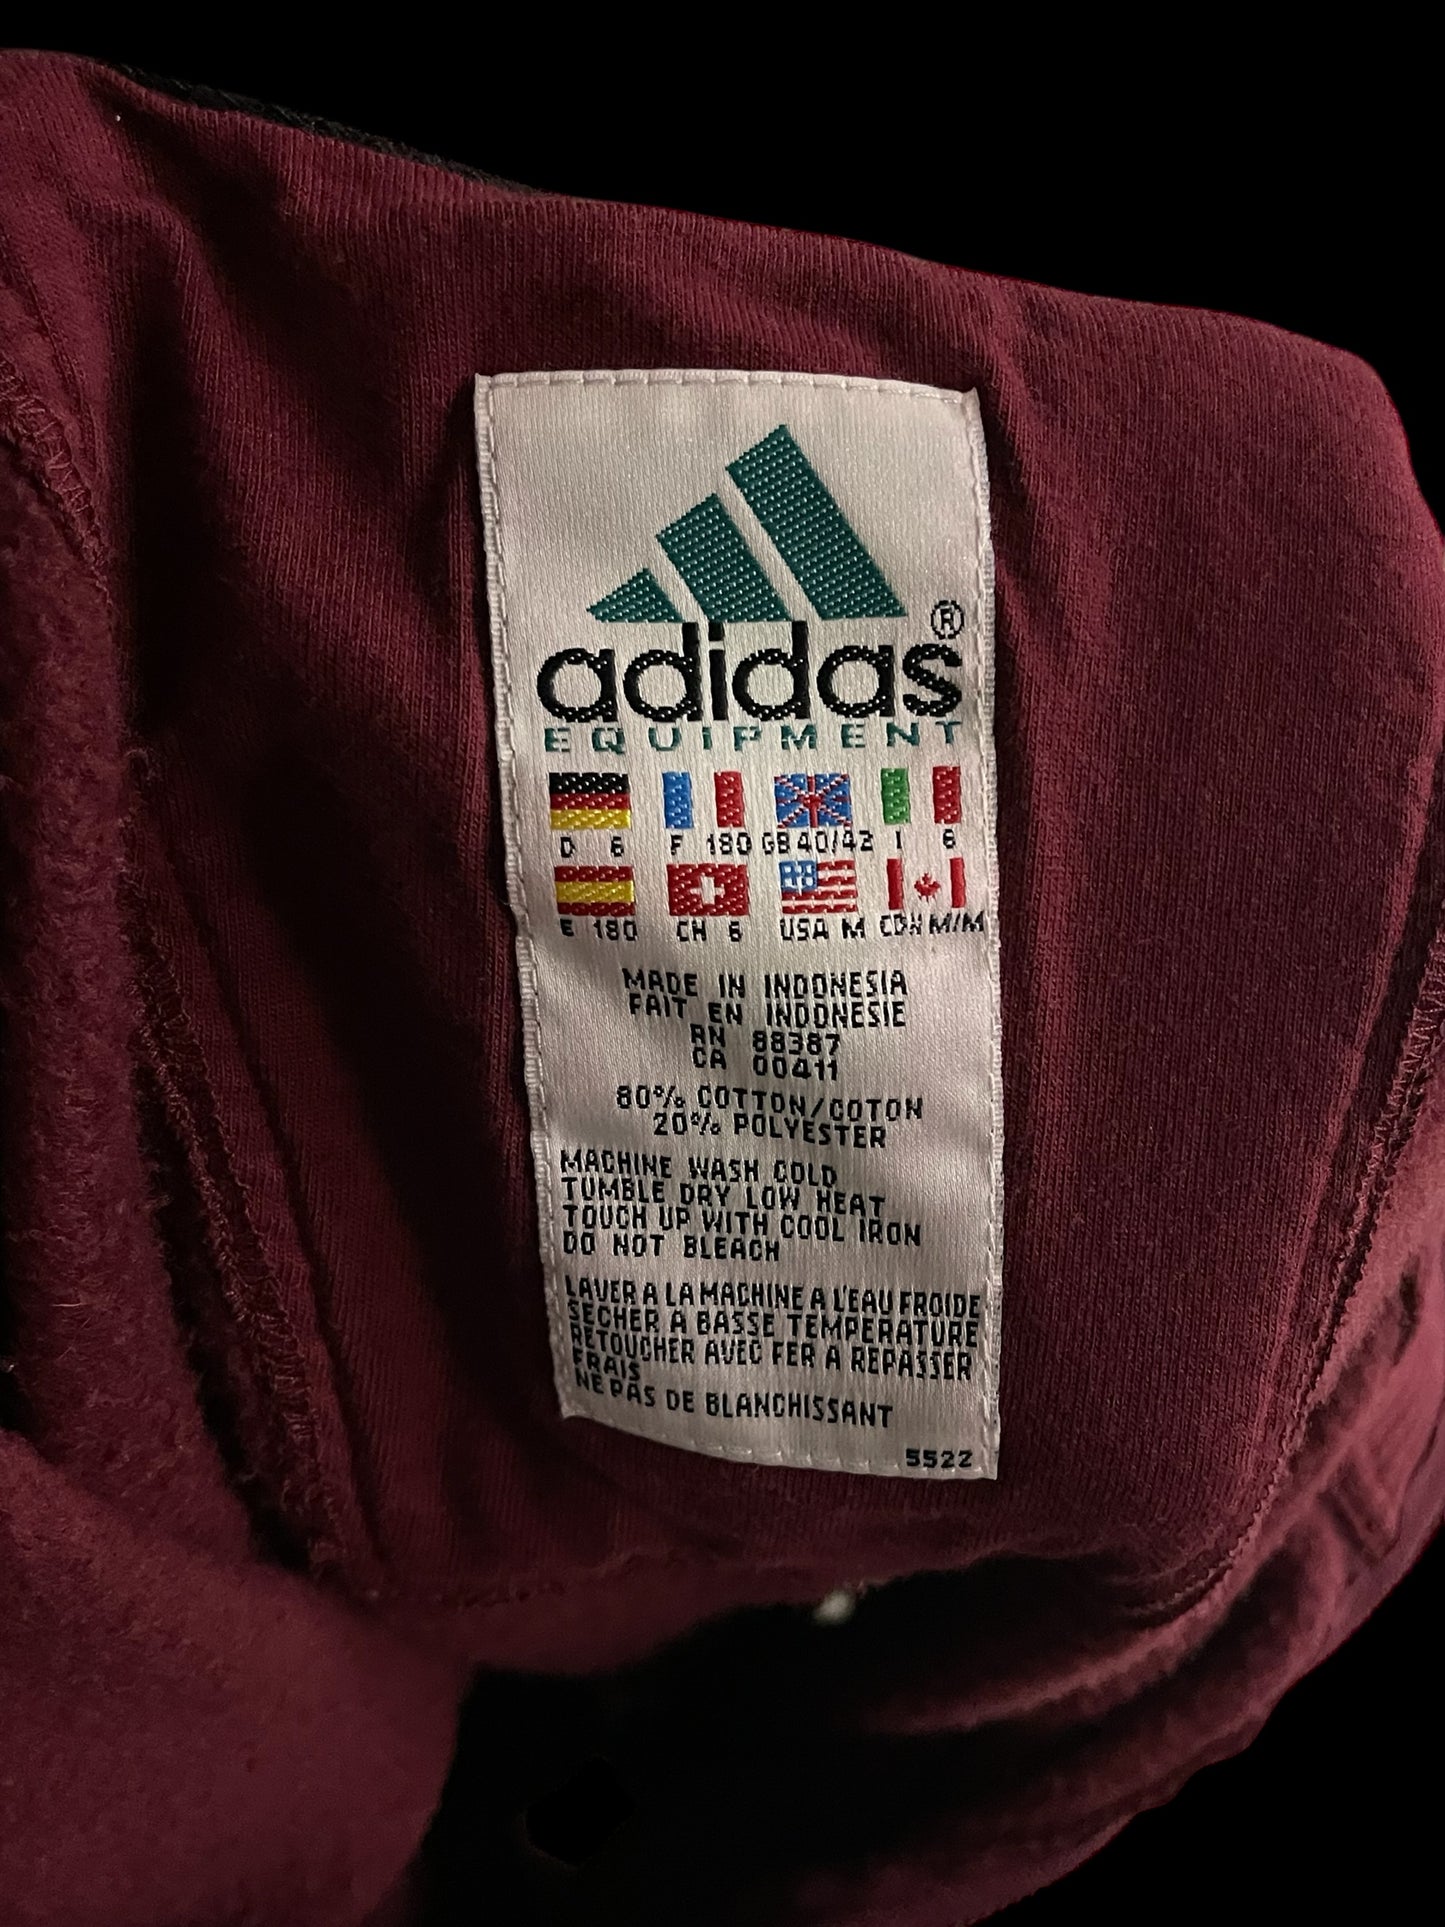 adidas®
EQUIPMENT
D 6 F 180 GB 40/42 I 6
E 180 CH 6 USA M CDN M/M
MADE IN INDONESIA
FAIT EN INDONESIE
RN 88387
CA 00411
80% COTTON/COTON
20% POLYESTER
MACHINE WASH COLD
TUMBLE DRY LOW HEAT
TOUCH UP WITH COOL IRON
DO NOT BLEACH
LAVER A LA MACHINE A L'EAU FROIDE
SECHER A BASSE TEMPERATURE
RETOUCHER AVEC FER A REPASSER
FRAIS
NE PAS DE BLANCHISSANT
5522